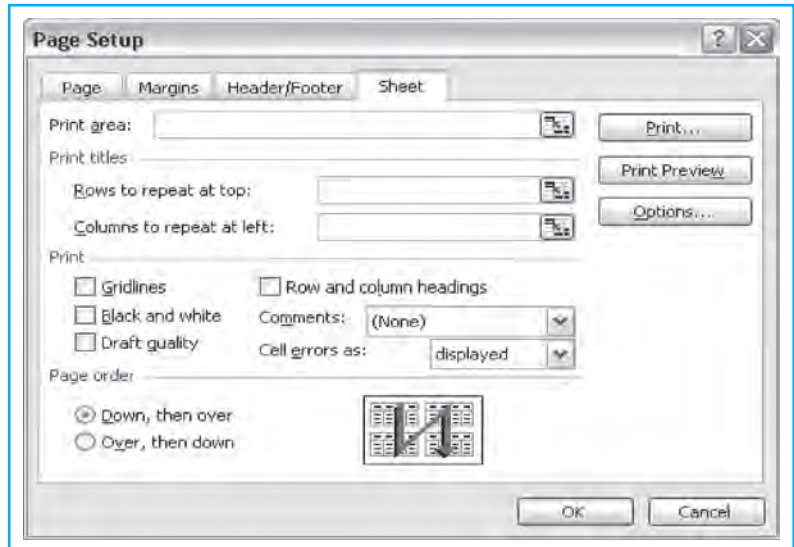 Page Setup
Page Margins Header/Footer Sheet
Print area: Print...
Print titles
Print Preview
Rows to repeat at top:
Options...
Columns to repeat at left:
Print
Gridlines Row and column headings
Black and white Comments: (None)
Draft quality Cell errors as: displayed
Page order
Down, then over
Over, then down
OK Cancel